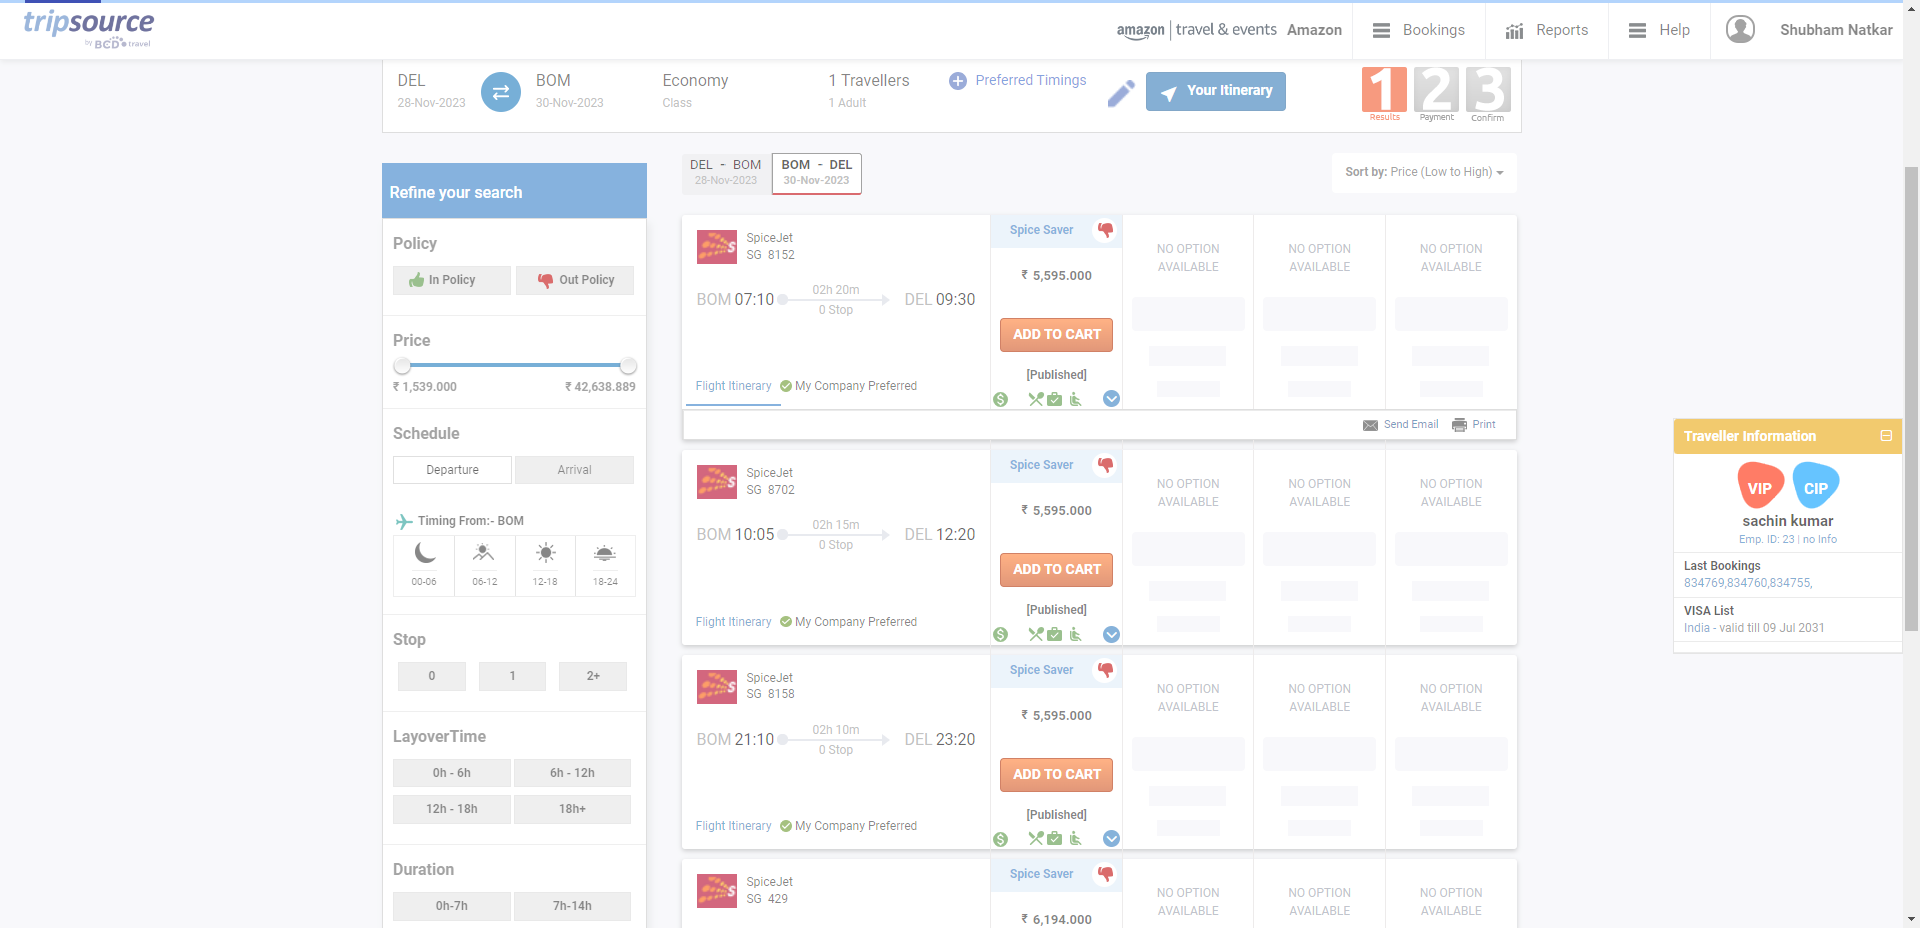 tripsource
by BCD travel
amazon | travel & events Amazon
Bookings
Reports
Help
Shubham Natkar
DEL
28-Nov-2023
BOM
30-Nov-2023
Economy
Class
1 Travellers
1 Adult
Preferred Timings
Your Itinerary
1 2 3
Results Payment Confirm
DEL - BOM
28-Nov-2023
BOM - DEL
30-Nov-2023
Sort by: Price (Low to High)
Refine your search
Policy
In Policy
Out Policy
Price
₹ 1,539.000
₹ 42,638.889
Schedule
Departure
Arrival
Timing From:- BOM
00-06
06-12
12-18
18-24
Stop
0
1
2+
LayoverTime
0h - 6h
6h - 12h
12h - 18h
18h+
Duration
0h-7h
7h-14h
SpiceJet
SG 8152
BOM 07:10
02h 20m
0 Stop
DEL 09:30
Flight Itinerary
My Company Preferred
Spice Saver
₹ 5,595.000
ADD TO CART
[Published]
NO OPTION
AVAILABLE
NO OPTION
AVAILABLE
NO OPTION
AVAILABLE
Send Email
Print
SpiceJet
SG 8702
BOM 10:05
02h 15m
0 Stop
DEL 12:20
Flight Itinerary
My Company Preferred
Spice Saver
₹ 5,595.000
ADD TO CART
[Published]
NO OPTION
AVAILABLE
NO OPTION
AVAILABLE
NO OPTION
AVAILABLE
SpiceJet
SG 8158
BOM 21:10
02h 10m
0 Stop
DEL 23:20
Flight Itinerary
My Company Preferred
Spice Saver
₹ 5,595.000
ADD TO CART
[Published]
NO OPTION
AVAILABLE
NO OPTION
AVAILABLE
NO OPTION
AVAILABLE
SpiceJet
SG 429
Spice Saver
₹ 6,194.000
NO OPTION
AVAILABLE
NO OPTION
AVAILABLE
NO OPTION
AVAILABLE
Traveller Information
VIP
CIP
sachin kumar
Emp. ID: 23 | no Info
Last Bookings
834769,834760,834755,
VISA List
India - valid till 09 Jul 2031